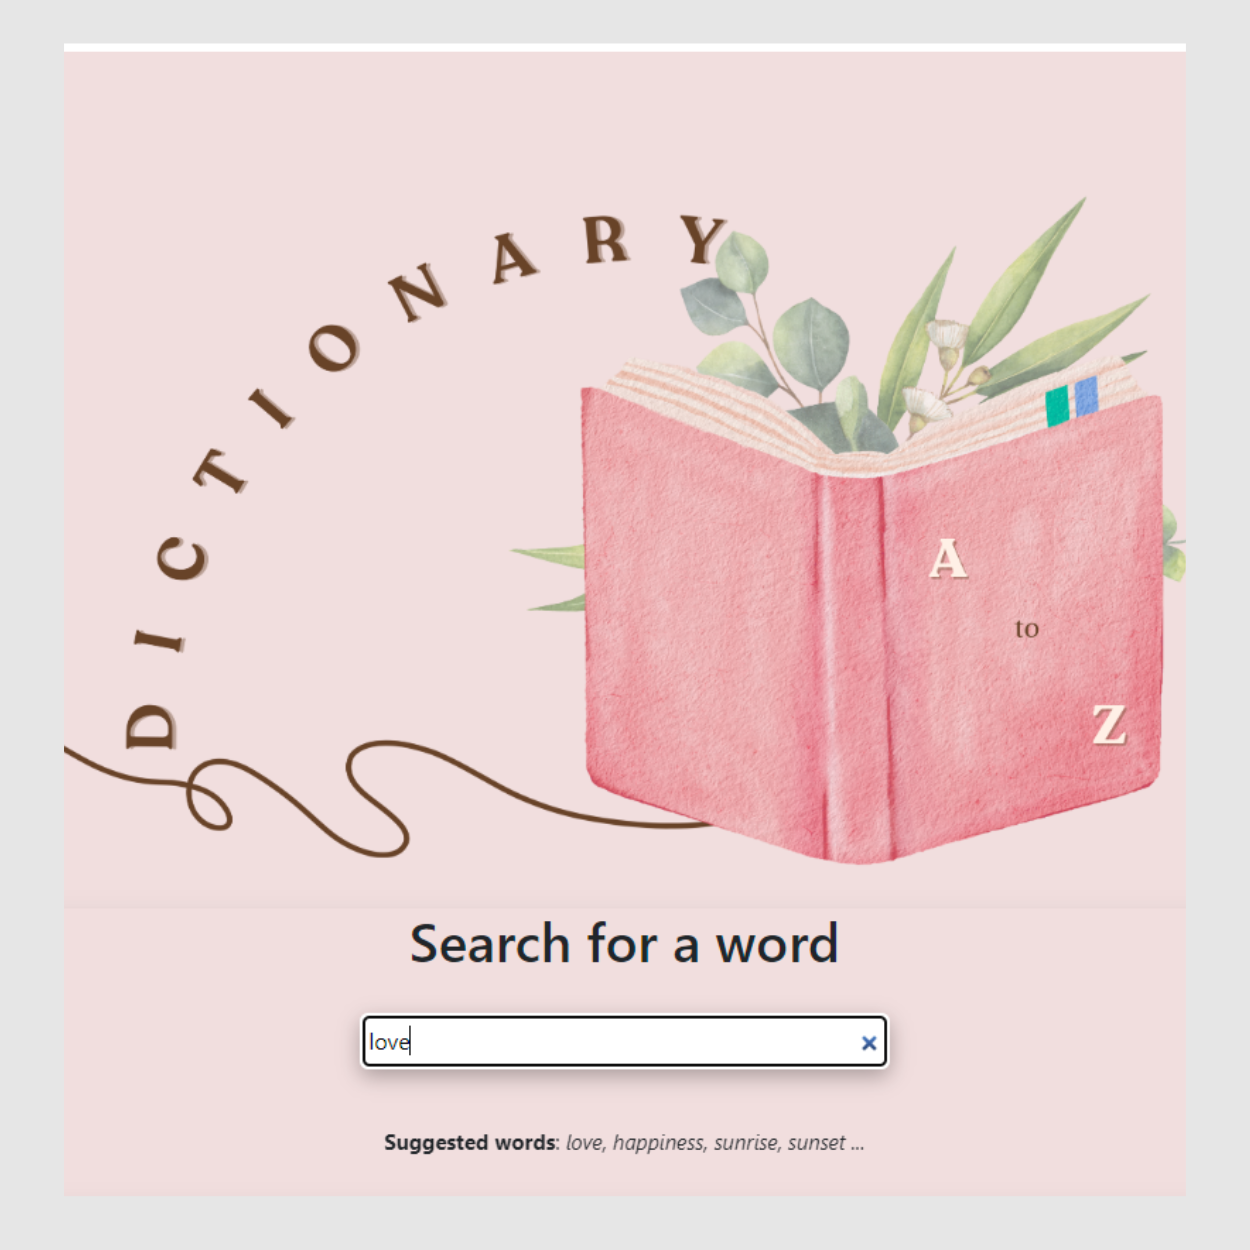 DICTIONARY
A
to
Z
Search for a word
love
Suggested words: love, happiness, sunrise, sunset ...